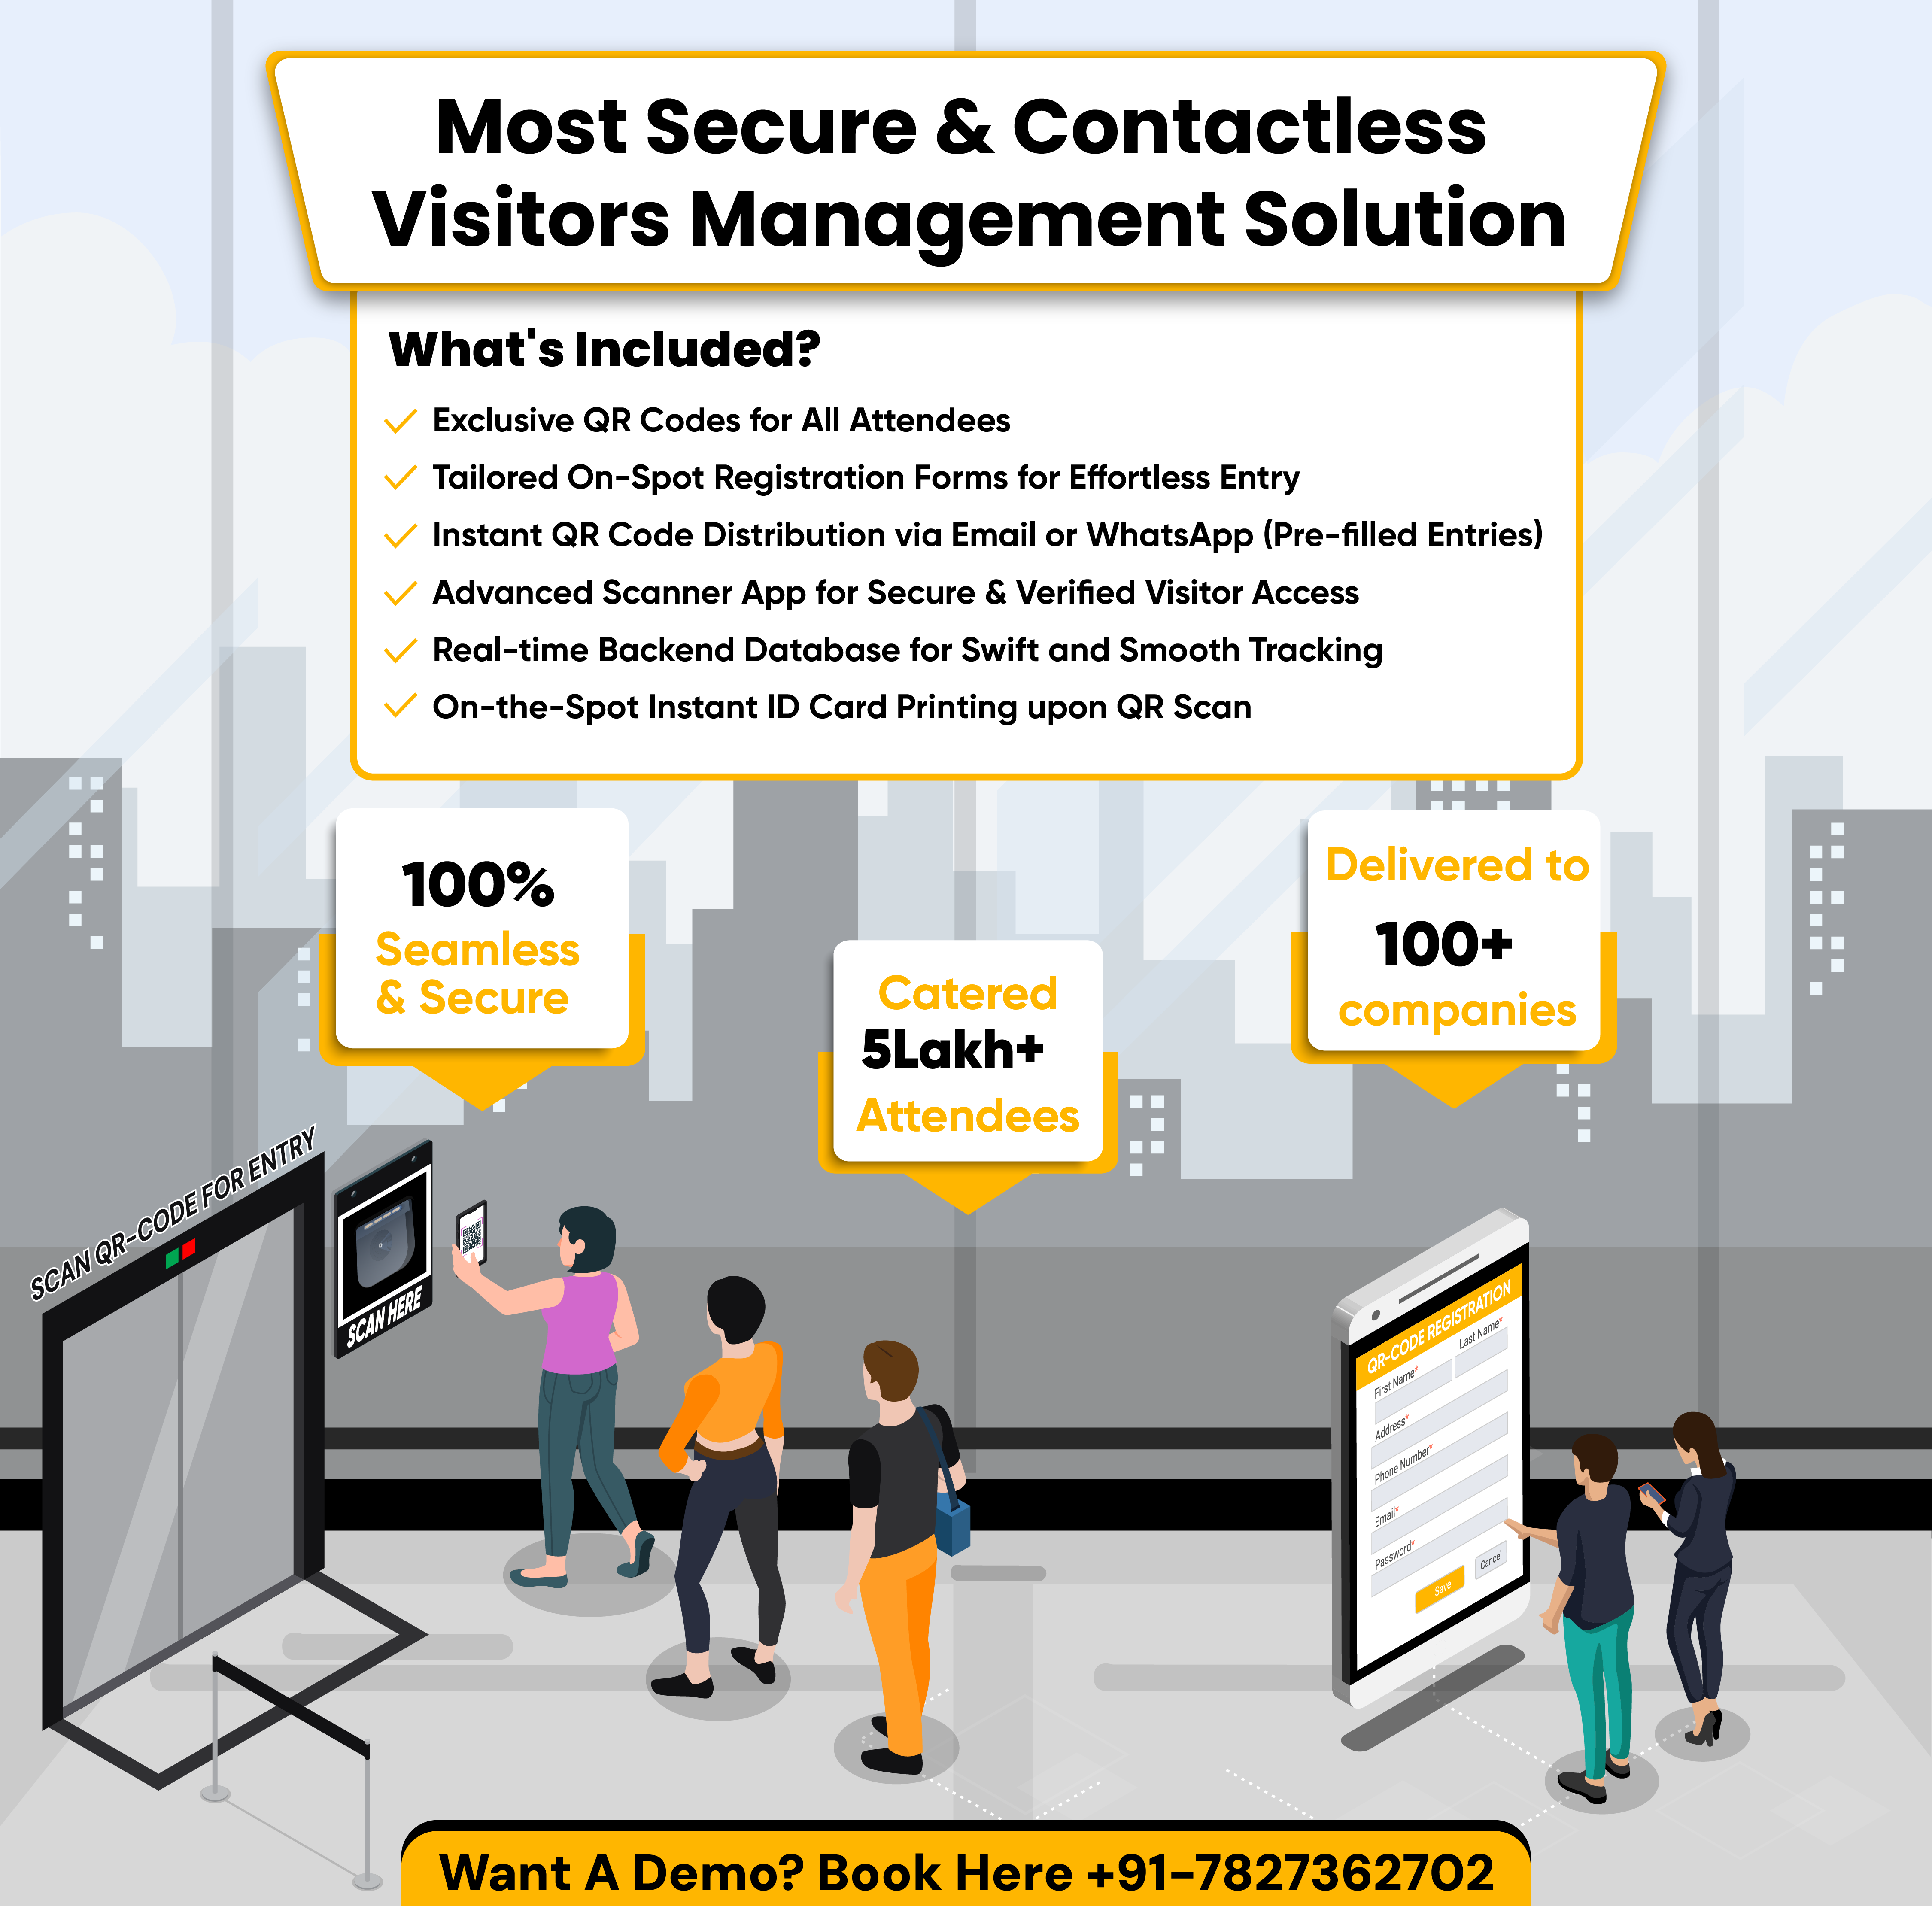 Most Secure & Contactless
Visitors Management Solution
What's Included?
Exclusive QR Codes for All Attendees
Tailored On-Spot Registration Forms for Effortless Entry
Instant QR Code Distribution via Email or WhatsApp (Pre-filled Entries)
Advanced Scanner App for Secure & Verified Visitor Access
Real-time Backend Database for Swift and Smooth Tracking
On-the-Spot Instant ID Card Printing upon QR Scan
100%
Seamless
& Secure
Catered
5Lakh+
Attendees
Delivered to
100+
companies
SCAN QR-CODE FOR ENTRY
SCAN HERE
QR-CODE REGISTRATION
First Name*
Last Name*
Address*
Phone Number*
Email*
Password*
Save
Cancel
Want A Demo? Book Here +91-7827362702